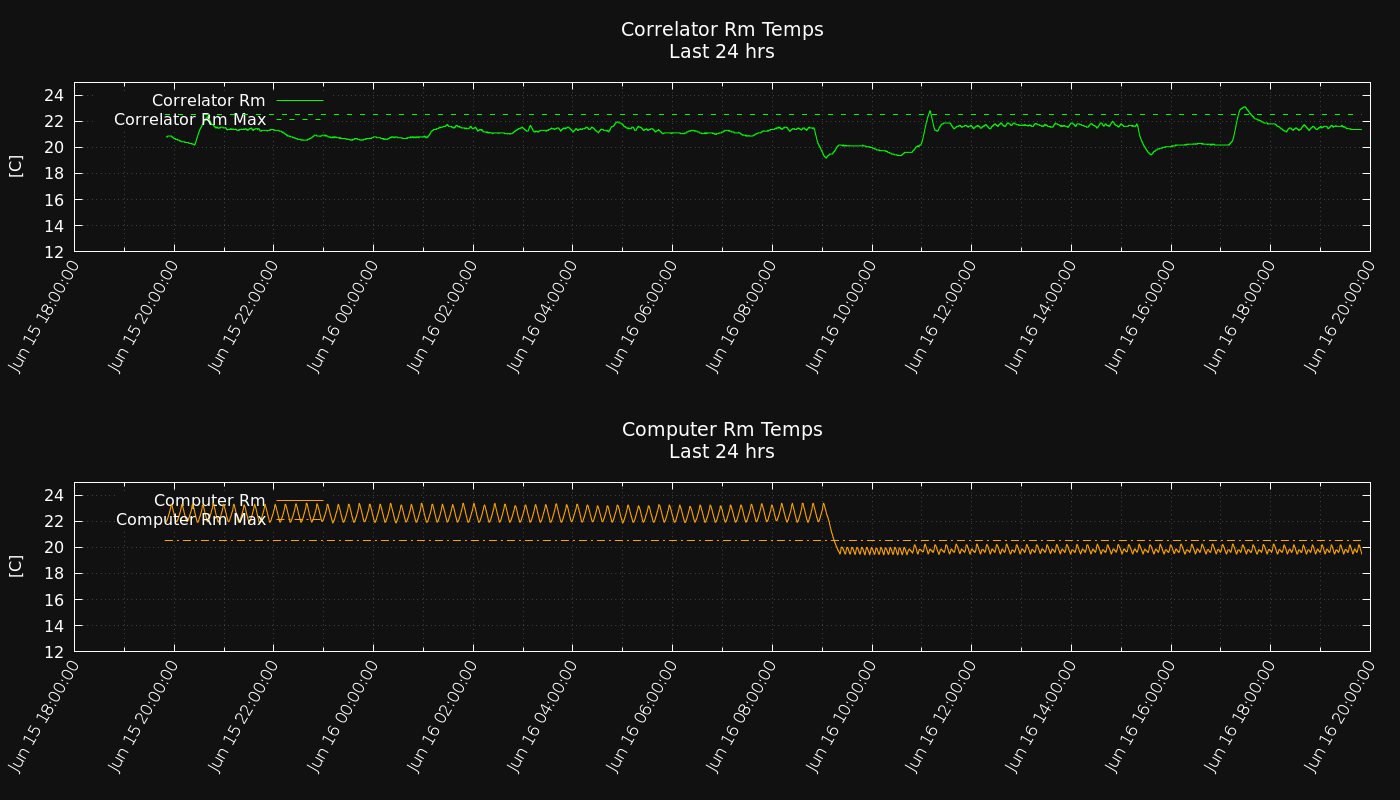 Correlator Rm Temps
Last 24 hrs
Correlator Rm
Correlator Rm Max
24
22
20
18
16
14
12
[C]
Jun 15 18:00:00
Jun 15 20:00:00
Jun 15 22:00:00
Jun 16 00:00:00
Jun 16 02:00:00
Jun 16 04:00:00
Jun 16 06:00:00
Jun 16 08:00:00
Jun 16 10:00:00
Jun 16 12:00:00
Jun 16 14:00:00
Jun 16 16:00:00
Jun 16 18:00:00
Jun 16 20:00:00
Computer Rm Temps
Last 24 hrs
Computer Rm
Computer Rm Max
24
22
20
18
16
14
12
[C]
Jun 15 18:00:00
Jun 15 20:00:00
Jun 15 22:00:00
Jun 16 00:00:00
Jun 16 02:00:00
Jun 16 04:00:00
Jun 16 06:00:00
Jun 16 08:00:00
Jun 16 10:00:00
Jun 16 12:00:00
Jun 16 14:00:00
Jun 16 16:00:00
Jun 16 18:00:00
Jun 16 20:00:00